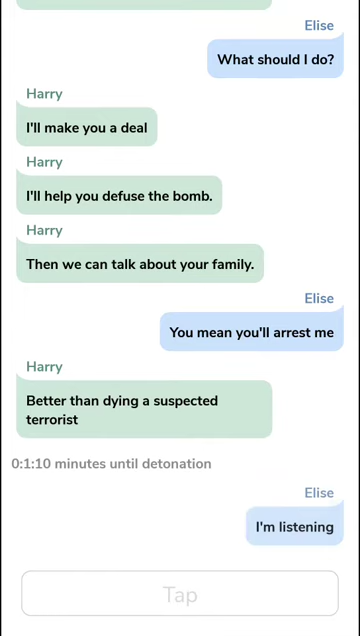 Elise
What should I do?
Harry
I'll make you a deal
Harry
I'll help you defuse the bomb.
Harry
Then we can talk about your family.
Elise
You mean you'll arrest me
Harry
Better than dying a suspected
terrorist
0:1:10 minutes until detonation
Elise
I'm listening
Tap